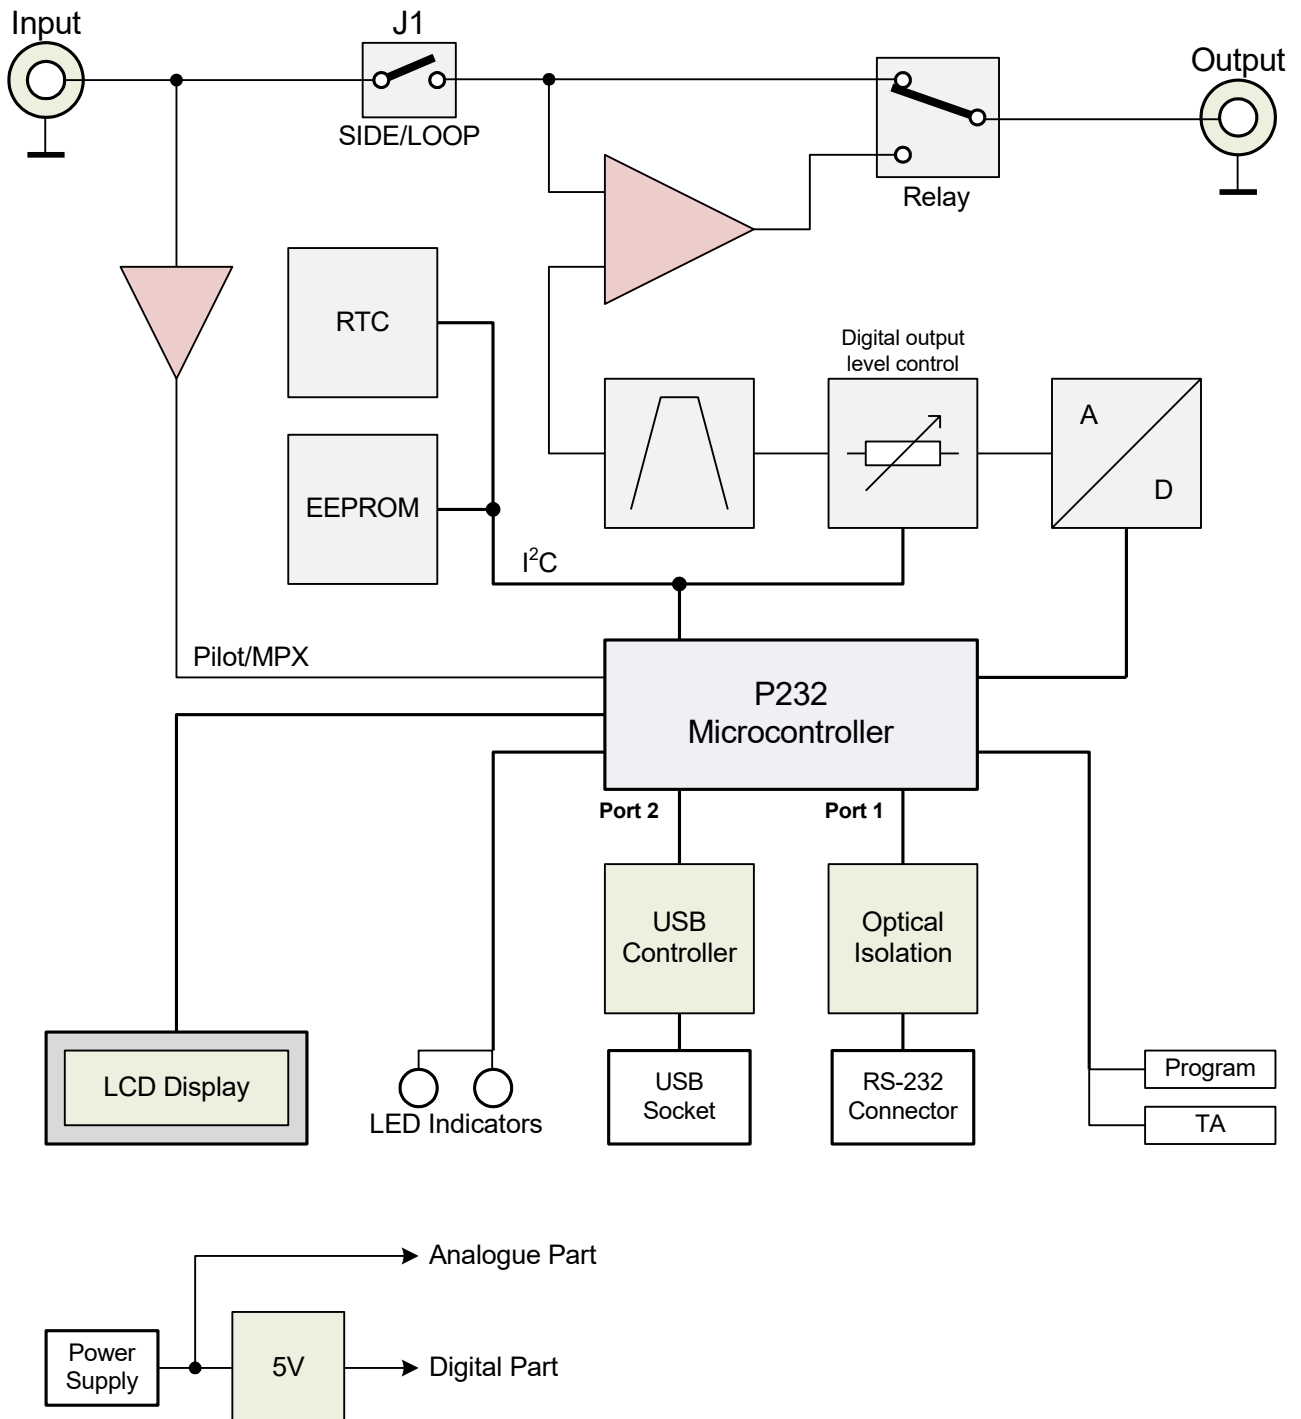 Input
J1
Output
SIDE/LOOP
Relay
RTC
Digital output
level control
A
D
EEPROM
I²C
Pilot/MPX
P232
Microcontroller
Port 2
Port 1
USB
Controller
Optical
Isolation
LCD Display
LED Indicators
USB
Socket
RS-232
Connector
Program
TA
Analogue Part
Power
Supply
5V
Digital Part